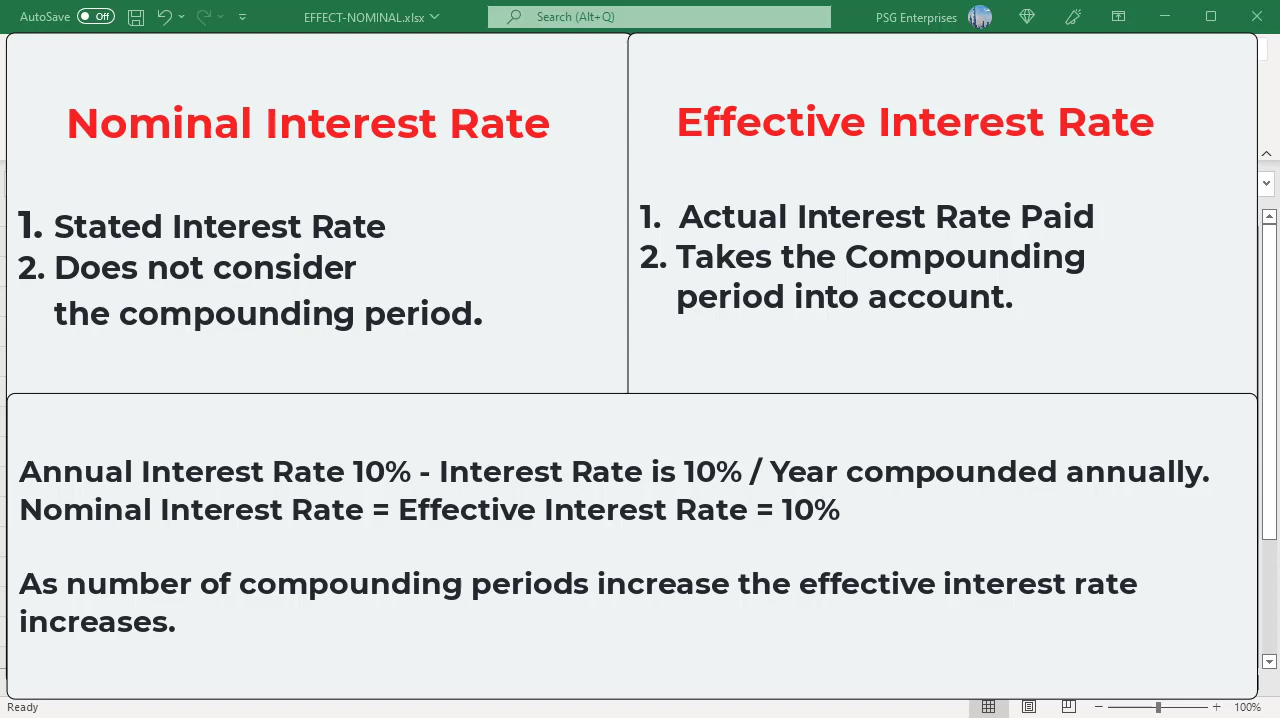 AutoSave Off EFFECT-NOMINAL.xlsx Search (Alt+Q) PSG Enterprises
Nominal Interest Rate
1. Stated Interest Rate
2. Does not consider
the compounding period.
Effective Interest Rate
1. Actual Interest Rate Paid
2. Takes the Compounding
period into account.
Annual Interest Rate 10% - Interest Rate is 10% / Year compounded annually.
Nominal Interest Rate = Effective Interest Rate = 10%
As number of compounding periods increase the effective interest rate
increases.
Ready 100%